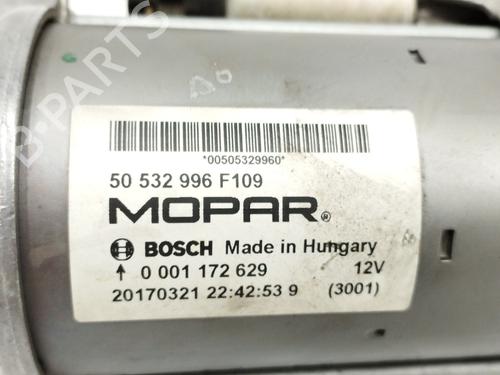 *00505329960*
50 532 996 F109
MOPAR®
BOSCH Made in Hungary
0 001 172 629 12V
20170321 22:42:53 9 (3001)
B-PARTS